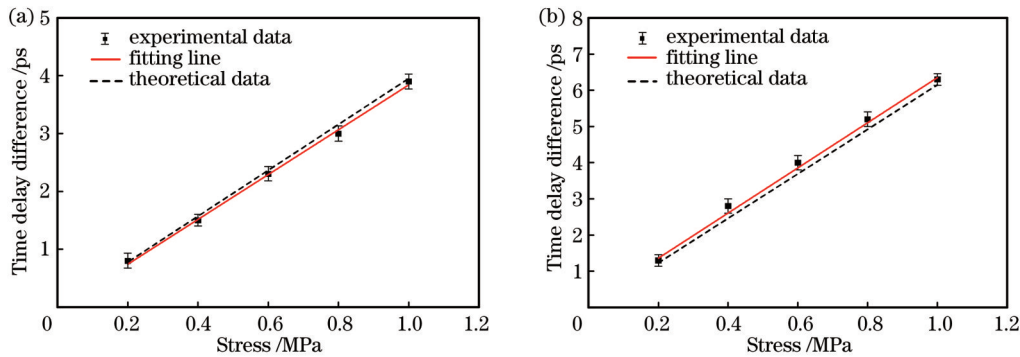 (a)
5
4
3
2
1
0
0.2 0.4 0.6 0.8 1.0 1.2
Time delay difference /ps
Stress /MPa
experimental data
fitting line
theoretical data
(b)
8
7
6
5
4
3
2
1
0
0.2 0.4 0.6 0.8 1.0 1.2
Time delay difference /ps
Stress /MPa
experimental data
fitting line
theoretical data